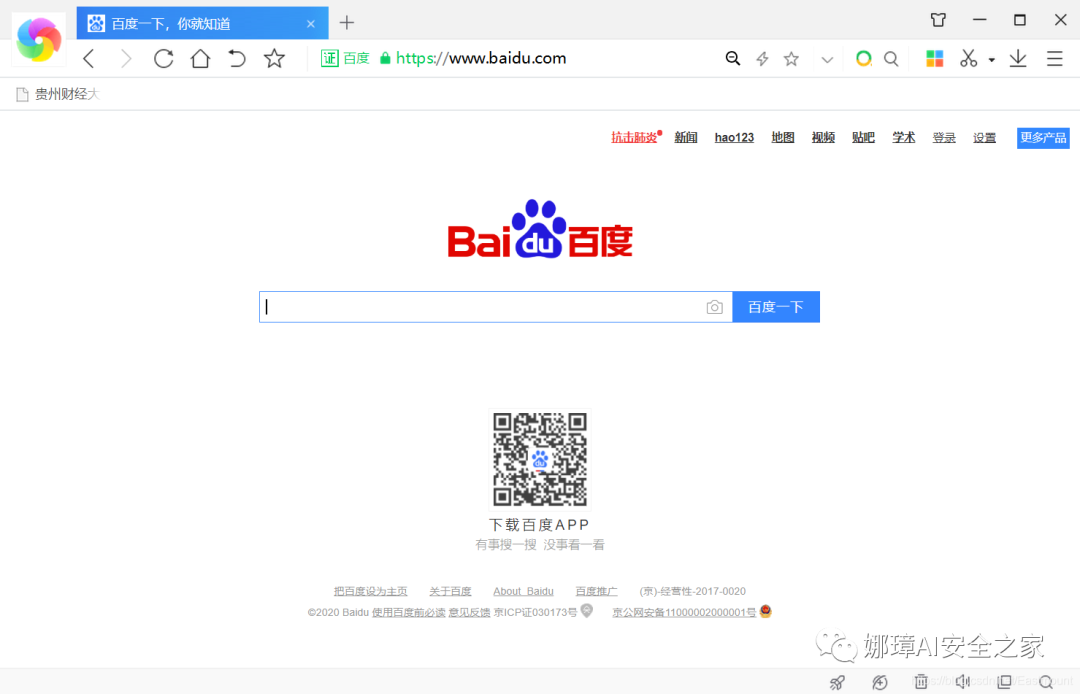 百度一下，你就知道
证 百度 https://www.baidu.com
贵州财经大
抗击肺炎 新闻 hao123 地图 视频 贴吧 学术 登录 设置 更多产品
Bai du 百度
百度一下
du
下载百度APP
有事搜一搜 没事看一看
把百度设为主页 关于百度 About Baidu 百度推广 (京)-经营性-2017-0020
©2020 Baidu 使用百度前必读 意见反馈 京ICP证030173号 京公网安备11000002000001号
娜璋AI安全之家